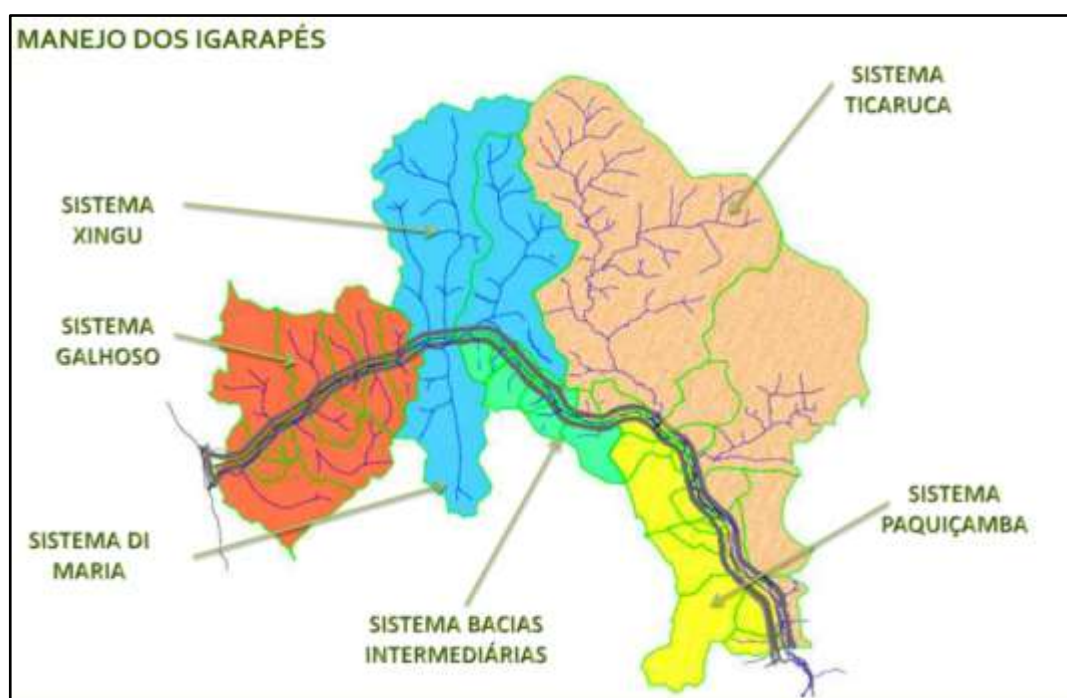 MANEJO DOS IGARAPÉS
SISTEMA
TICARUCA
SISTEMA
XINGU
SISTEMA
GALHOSO
SISTEMA PAQUIÇAMBA
SISTEMA DI
MARIA
SISTEMA BACIAS
INTERMEDIÁRIAS